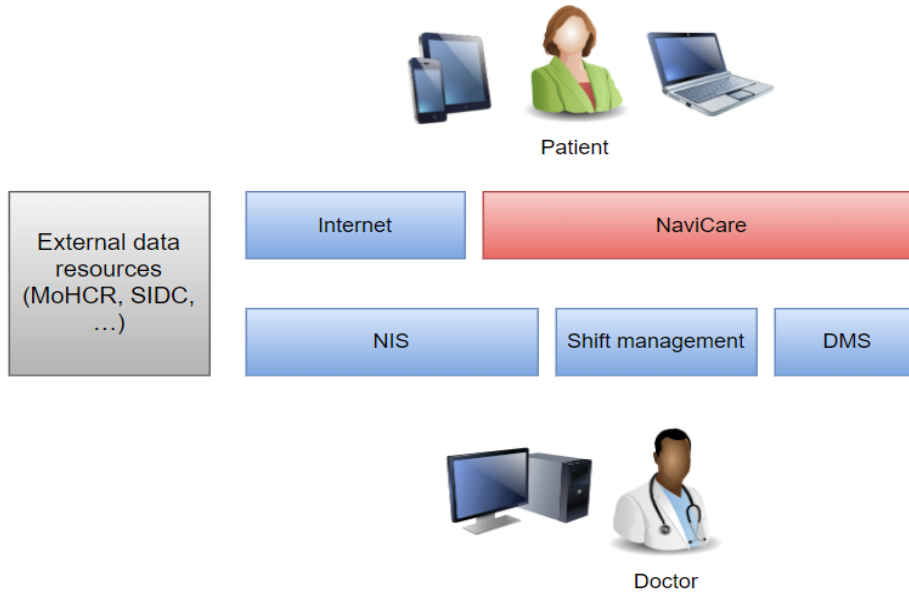 Patient
External data
resources
(MoHCR, SIDC,
…)
Internet
NaviCare
NIS
Shift management
DMS
Doctor